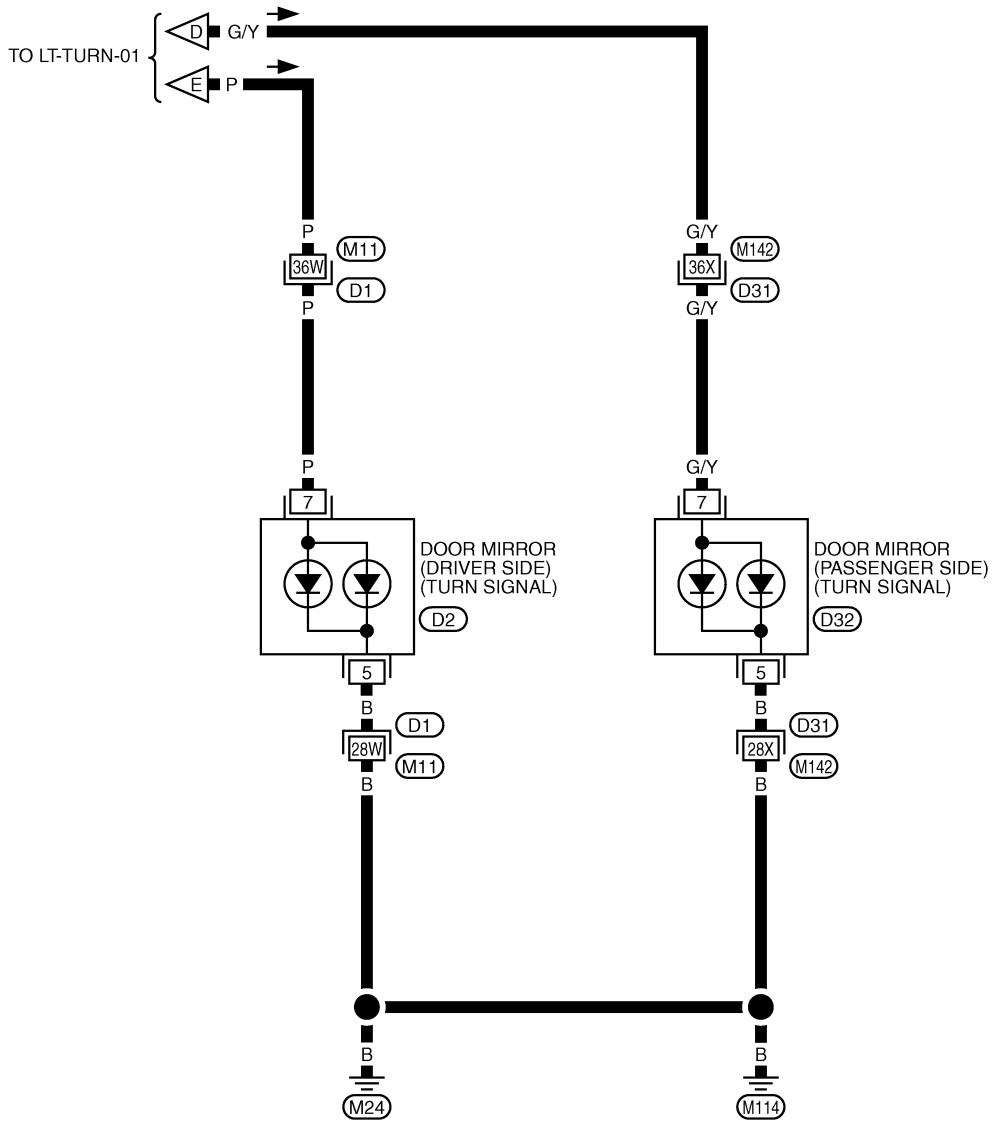 D G/Y
TO LT-TURN-01
E P
P G/Y
M11 M142
36W 36X
D1 D31
P G/Y
P G/Y
7 7
DOOR MIRROR
(DRIVER SIDE)
(TURN SIGNAL)
D2
DOOR MIRROR
(PASSENGER SIDE)
(TURN SIGNAL)
D32
5 5
B B
D1 D31
28W 28X
M11 M142
B B
B B
M24 M114